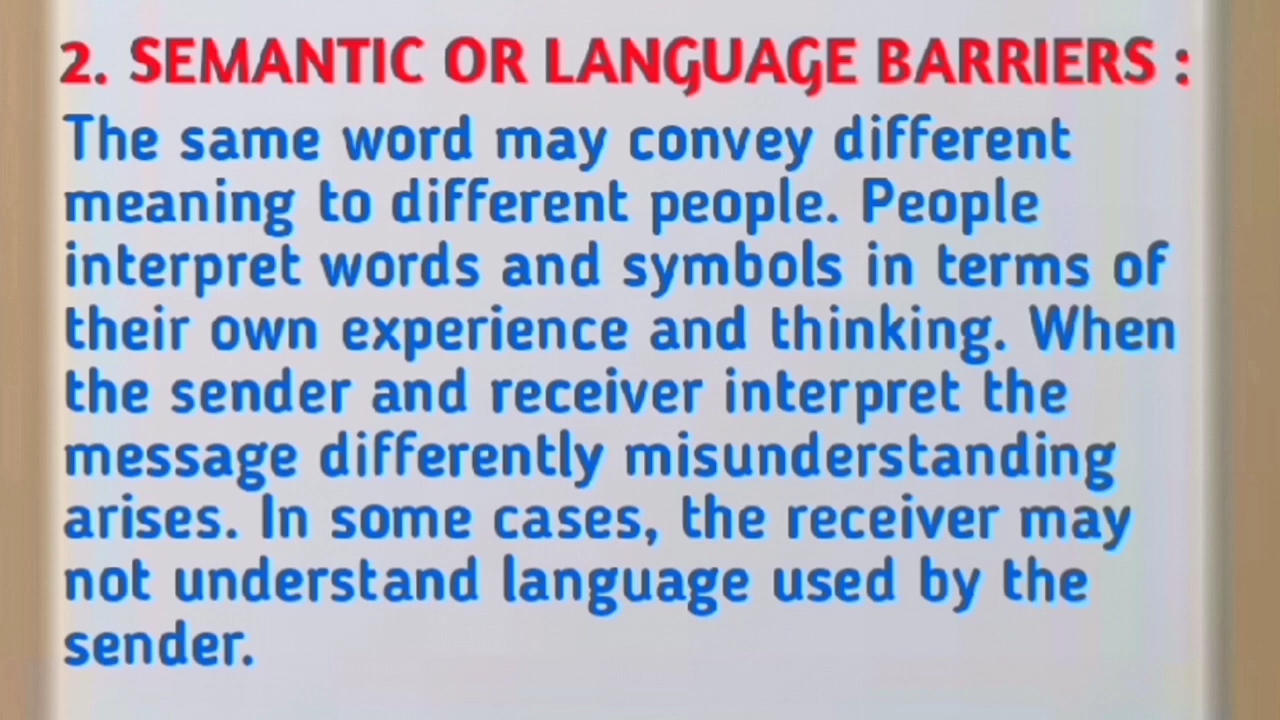 2. SEMANTIC OR LANGUAGE BARRIERS :
The same word may convey different
meaning to different people. People
interpret words and symbols in terms of
their own experience and thinking. When
the sender and receiver interpret the
message differently misunderstanding
arises. In some cases, the receiver may
not understand language used by the
sender.